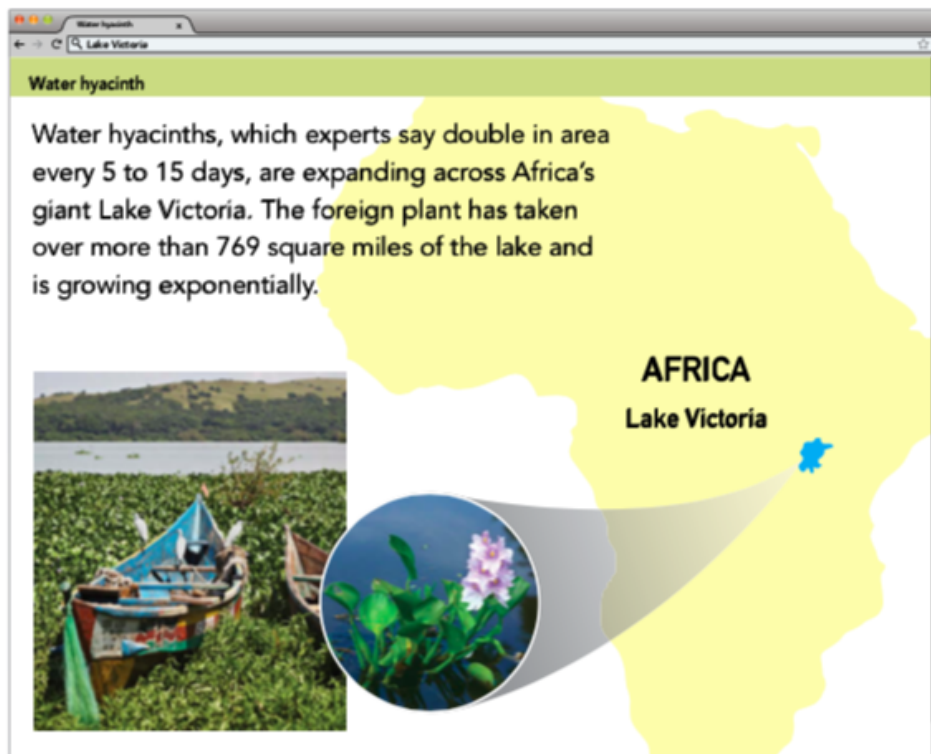 Water hyacinth
Lake Victoria
Water hyacinth
Water hyacinths, which experts say double in area
every 5 to 15 days, are expanding across Africa's
giant Lake Victoria. The foreign plant has taken
over more than 769 square miles of the lake and
is growing exponentially.
AFRICA
Lake Victoria